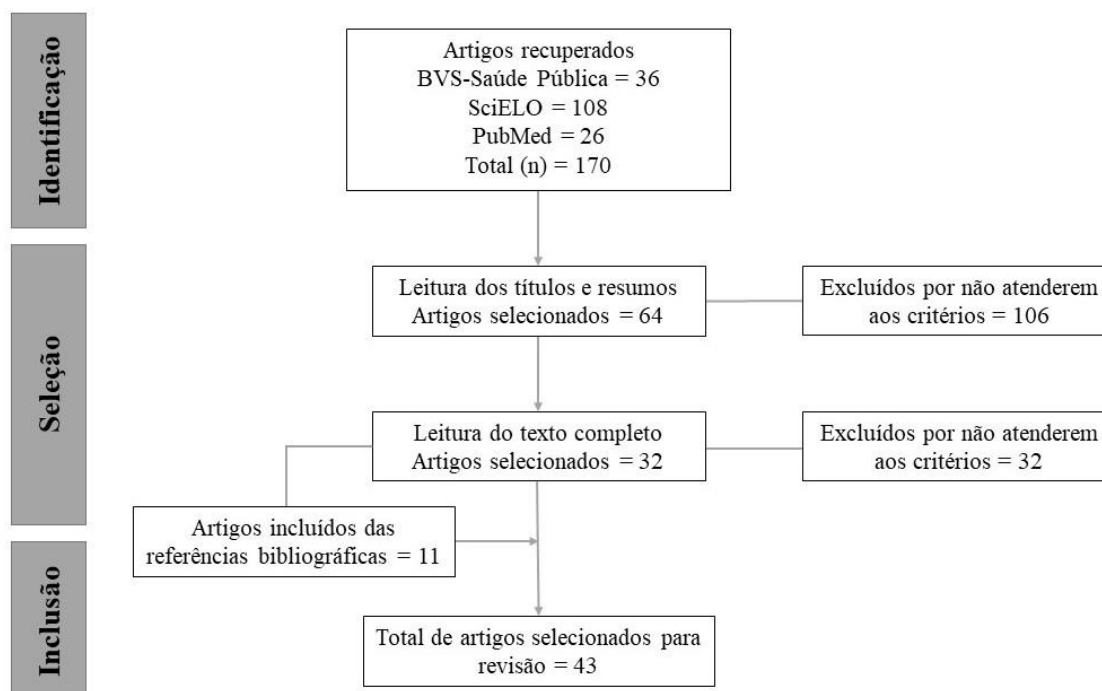 Identificação
Artigos recuperados
BVS-Saúde Pública = 36
SciELO = 108
PubMed = 26
Total (n) = 170
Seleção
Leitura dos títulos e resumos
Artigos selecionados = 64
Excluídos por não atenderem
aos critérios = 106
Leitura do texto completo
Artigos selecionados = 32
Excluídos por não atenderem
aos critérios = 32
Artigos incluídos das
referências bibliográficas = 11
Inclusão
Total de artigos selecionados para
revisão = 43